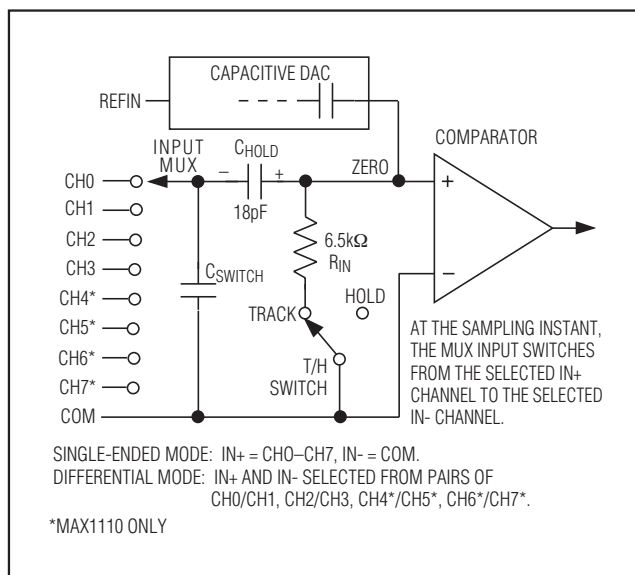 CAPACITIVE DAC
REFIN
COMPARATOR
INPUT
MUX
CHOLD
ZERO
− +
+
CH0
18pF
CH1
6.5kΩ
RIN
CH2
−
CH3
CSWITCH
HOLD
CH4*
TRACK
AT THE SAMPLING INSTANT,
THE MUX INPUT SWITCHES
FROM THE SELECTED IN+
CHANNEL TO THE SELECTED
IN- CHANNEL.
CH5*
CH6*
T/H
SWITCH
CH7*
COM
SINGLE-ENDED MODE: IN+ = CHO–CH7, IN- = COM.
DIFFERENTIAL MODE: IN+ AND IN- SELECTED FROM PAIRS OF
CH0/CH1, CH2/CH3, CH4*/CH5*, CH6*/CH7*.
*MAX1110 ONLY